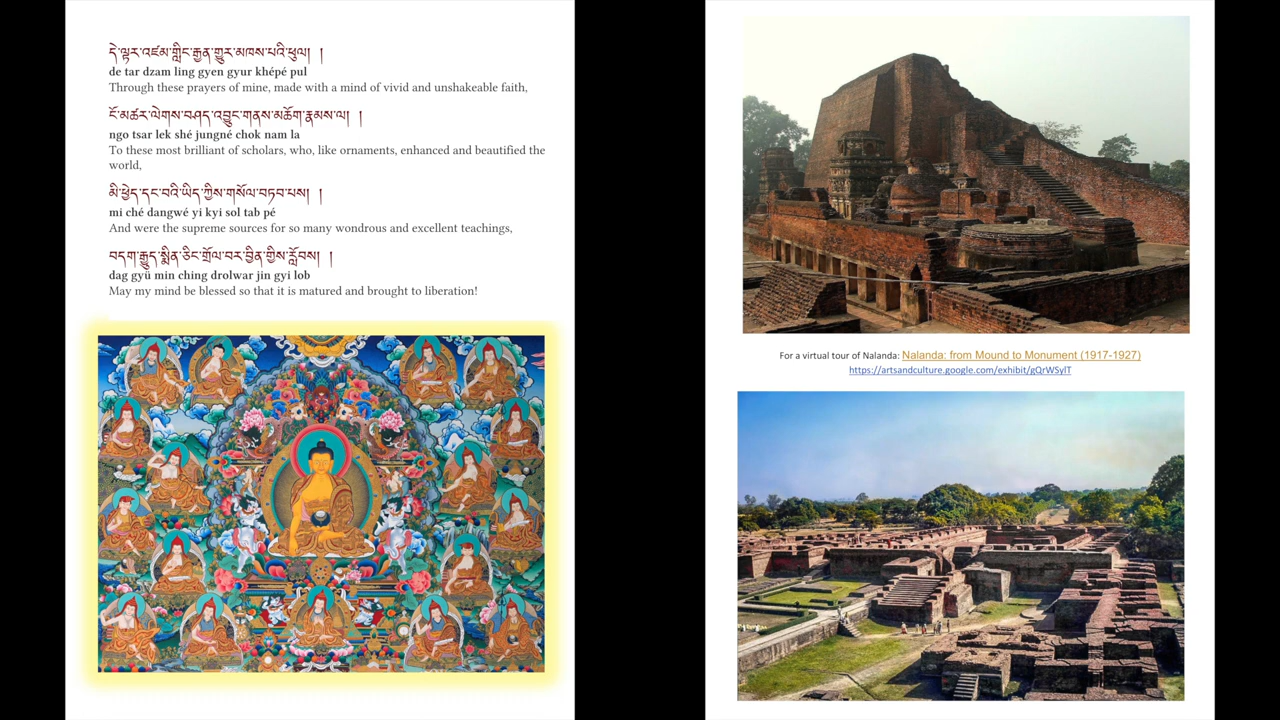 དེ་ལྟར་འཛམ་གླིང་རྒྱན་གྱུར་མཁས་པའི་ཕུལ། །
de tar dzam ling gyen gyur khépé pul
Through these prayers of mine, made with a mind of vivid and unshakeable faith,
ངོ་མཚར་ལེགས་བཤད་འབྱུང་གནས་མཆོག་རྣམས་ལ། །
ngo tsar lek shé jungné chok nam la
To these most brilliant of scholars, who, like ornaments, enhanced and beautified the
world,
མི་ཕྱེད་དང་བའི་ཡིད་ཀྱིས་གསོལ་བཏབ་པས། །
mi ché dangwé yi kyi sol tab pé
And were the supreme sources for so many wondrous and excellent teachings,
བདག་རྒྱུད་སྨིན་ཅིང་གྲོལ་བར་བྱིན་གྱིས་རློབས། །
dag gyü min ching drolwar jin gyi lob
May my mind be blessed so that it is matured and brought to liberation!
For a virtual tour of Nalanda: Nalanda: from Mound to Monument (1917-1927)
https://artsandculture.google.com/exhibit/gQrWSylT